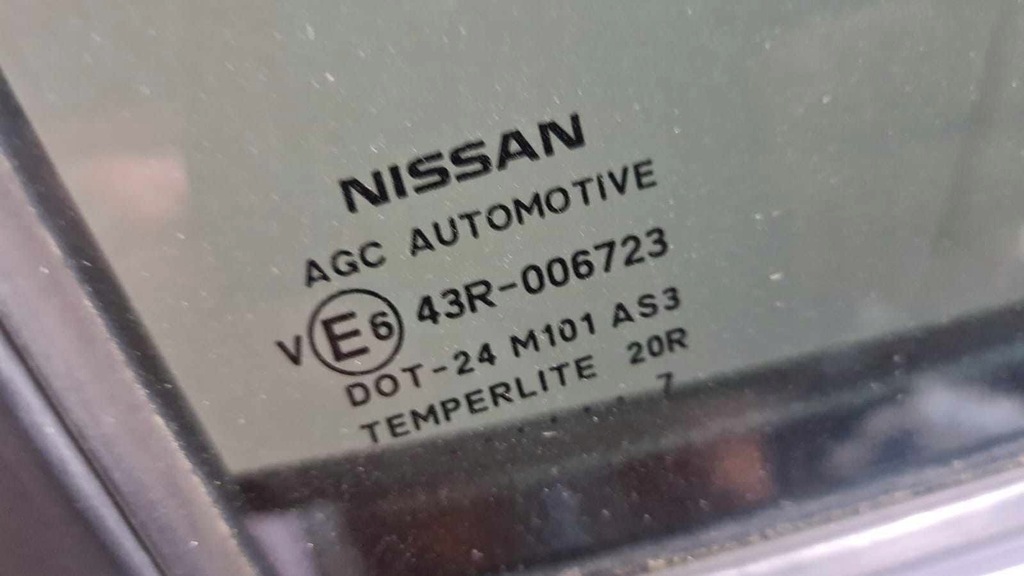 NISSAN
AGC AUTOMOTIVE
V E6 43R-006723
DOT-24 M101 AS3
TEMPERLITE 20R
..... 7